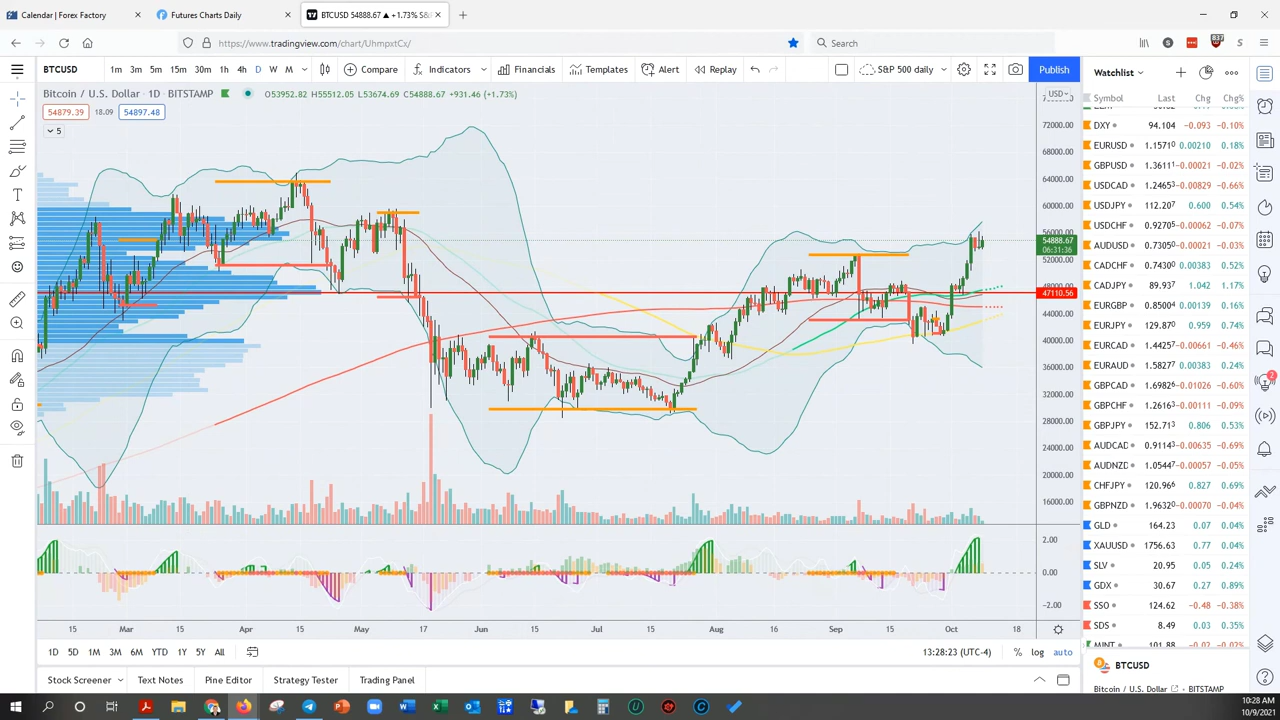 Calendar | Forex Factory
Futures Charts Daily
BTCUSD 54888.67 ▲ +1.73% S&
https://www.tradingview.com/chart/UhmpxtCx/
Search
837
BTCUSD 1m 3m 5m 15m 30m 1h 4h D W M Compare Indicators Financials Templates Alert Replay S&P 500 daily Publish
Bitcoin / U.S. Dollar · 1D · BITSTAMP O53952.82 H55512.05 L53674.69 C54888.67 +931.46 (+1.73%)
54879.39 18.09 54897.48
5
USD
72000.00
68000.00
64000.00
60000.00
56000.00
54888.67
06:31:36
52000.00
47110.56
44000.00
40000.00
36000.00
32000.00
28000.00
24000.00
20000.00
16000.00
2.00
0.00
−2.00
15 Mar 15 Apr 15 May 17 Jun 15 Jul 15 Aug 16 Sep 15 Oct 18
1D 5D 1M 3M 6M YTD 1Y 5Y All
13:28:23 (UTC-4) % log auto
Stock Screener Text Notes Pine Editor Strategy Tester Trading Panel
Watchlist
Symbol Last Chg Chg%
DXY 94.104 −0.093 −0.10%
EURUSD 1.15710 0.00210 0.18%
GBPUSD 1.36111 −0.00021 −0.02%
USDCAD 1.24653 −0.00829 −0.66%
USDJPY 112.207 0.600 0.54%
USDCHF 0.92705 −0.00062 −0.07%
AUDUSD 0.73050 −0.00021 −0.03%
CADCHF 0.74300 0.00383 0.52%
CADJPY 89.937 1.042 1.17%
EURGBP 0.85004 0.00139 0.16%
EURJPY 129.870 0.959 0.74%
EURCAD 1.44257 −0.00661 −0.46%
EURAUD 1.58277 0.00383 0.24%
GBPCAD 1.69826 −0.01026 −0.60%
GBPCHF 1.26163 −0.00111 −0.09%
GBPJPY 152.713 0.806 0.53%
AUDCAD 0.91143 −0.00635 −0.69%
AUDNZD 1.05447 −0.00057 −0.05%
CHFJPY 120.966 0.827 0.69%
GBPNZD 1.96320 −0.00070 −0.04%
GLD 164.23 0.07 0.04%
XAUUSD 1756.63 0.77 0.04%
SLV 20.95 0.05 0.24%
GDX 30.67 0.27 0.89%
SSO 124.62 −0.48 −0.38%
SDS 8.49 0.03 0.35%
MINT 101.88 −0.02 −0.02%
BTCUSD
Bitcoin / U.S. Dollar · BITSTAMP
2
10:28 AM
10/9/2021